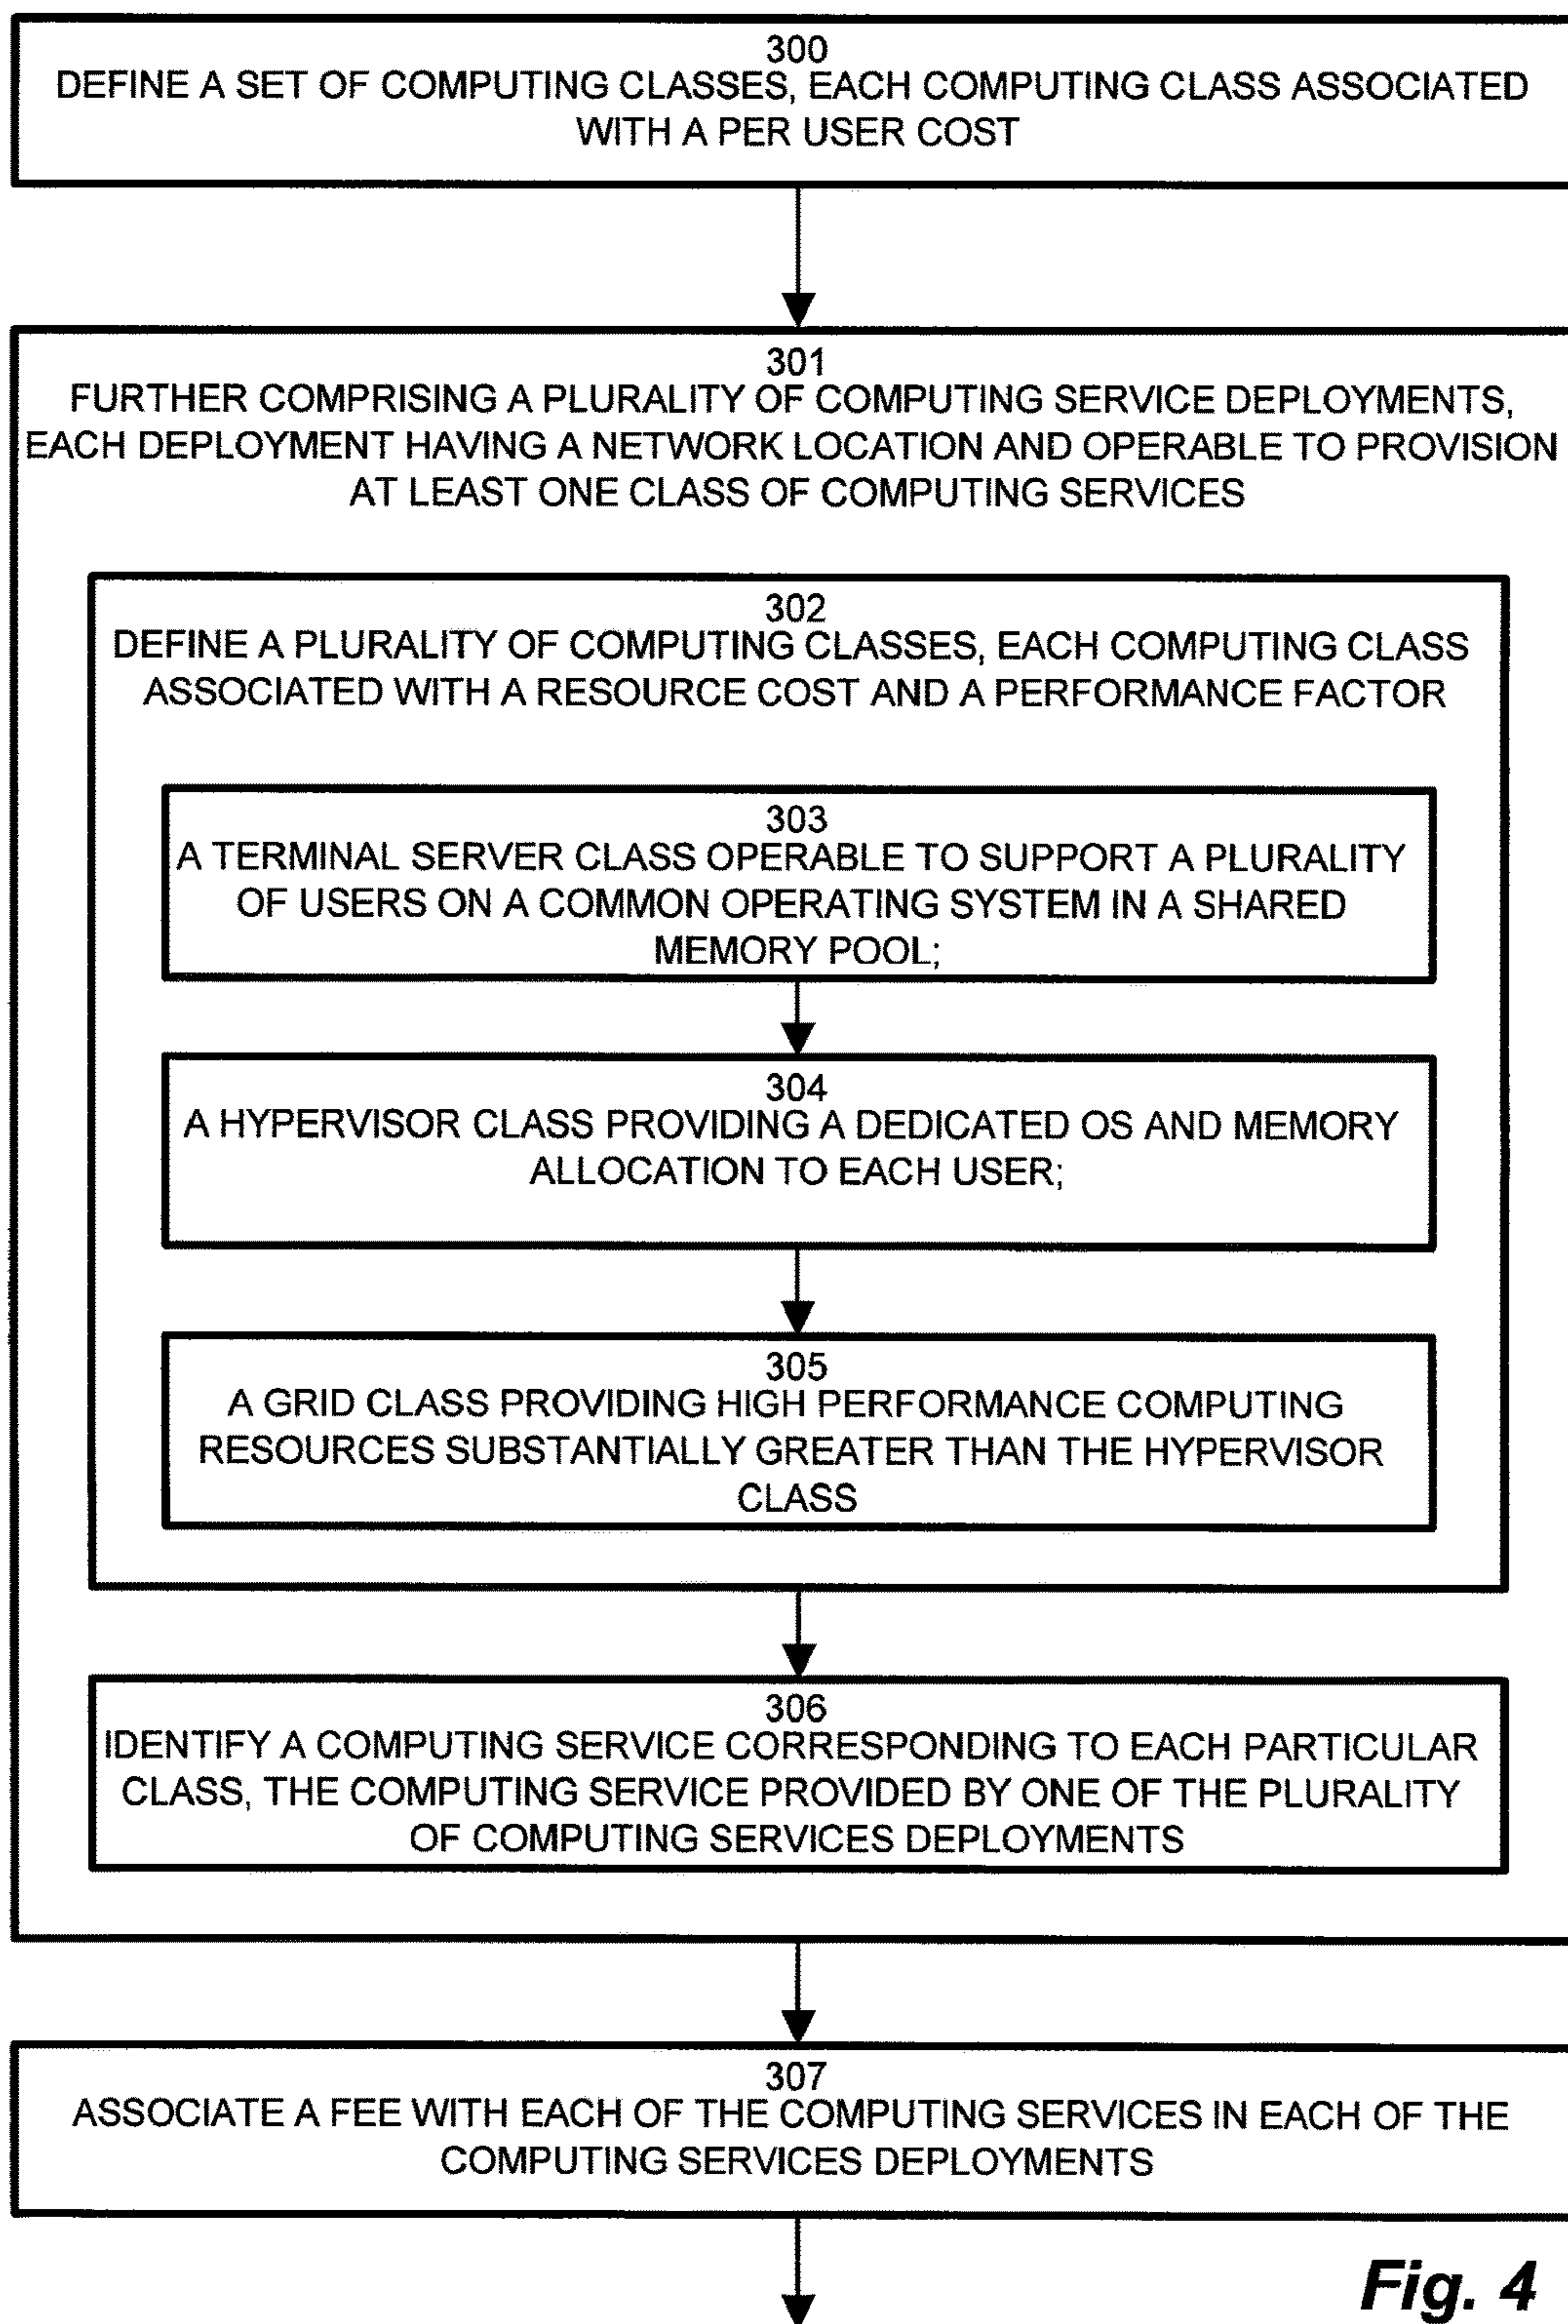 300
DEFINE A SET OF COMPUTING CLASSES, EACH COMPUTING CLASS ASSOCIATED
WITH A PER USER COST
301
FURTHER COMPRISING A PLURALITY OF COMPUTING SERVICE DEPLOYMENTS,
EACH DEPLOYMENT HAVING A NETWORK LOCATION AND OPERABLE TO PROVISION
AT LEAST ONE CLASS OF COMPUTING SERVICES
302
DEFINE A PLURALITY OF COMPUTING CLASSES, EACH COMPUTING CLASS
ASSOCIATED WITH A RESOURCE COST AND A PERFORMANCE FACTOR
303
A TERMINAL SERVER CLASS OPERABLE TO SUPPORT A PLURALITY
OF USERS ON A COMMON OPERATING SYSTEM IN A SHARED
MEMORY POOL;
304
A HYPERVISOR CLASS PROVIDING A DEDICATED OS AND MEMORY
ALLOCATION TO EACH USER;
305
A GRID CLASS PROVIDING HIGH PERFORMANCE COMPUTING
RESOURCES SUBSTANTIALLY GREATER THAN THE HYPERVISOR
CLASS
306
IDENTIFY A COMPUTING SERVICE CORRESPONDING TO EACH PARTICULAR
CLASS, THE COMPUTING SERVICE PROVIDED BY ONE OF THE PLURALITY
OF COMPUTING SERVICES DEPLOYMENTS
307
ASSOCIATE A FEE WITH EACH OF THE COMPUTING SERVICES IN EACH OF THE
COMPUTING SERVICES DEPLOYMENTS
Fig. 4